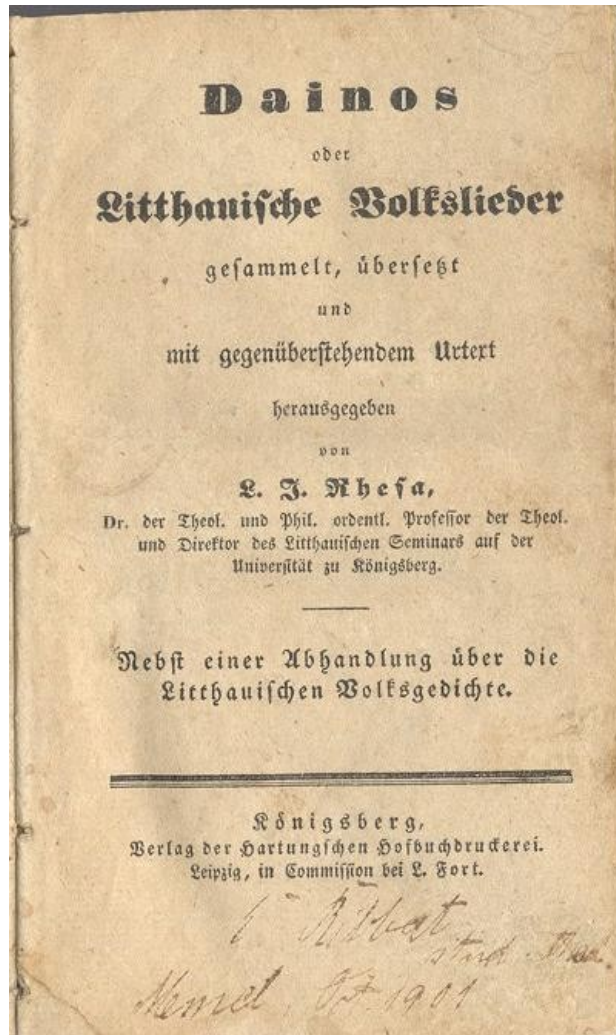 Dainos
oder
Litthauische Volkslieder
gesammelt, übersetzt
und
mit gegenüberstehendem Urtext
herausgegeben
von
L. J. Rhesa,
Dr. der Theol. und Phil. ordentl. Professor der Theol.
und Direktor des Litthauischen Seminars auf der
Universität zu Königsberg.
Nebst einer Abhandlung über die
Litthauischen Volksgedichte.
Königsberg,
Verlag der Hartungschen Hofbuchdruckerei.
Leipzig, in Commission bei L. Fort.
stud.
Memel, 1901